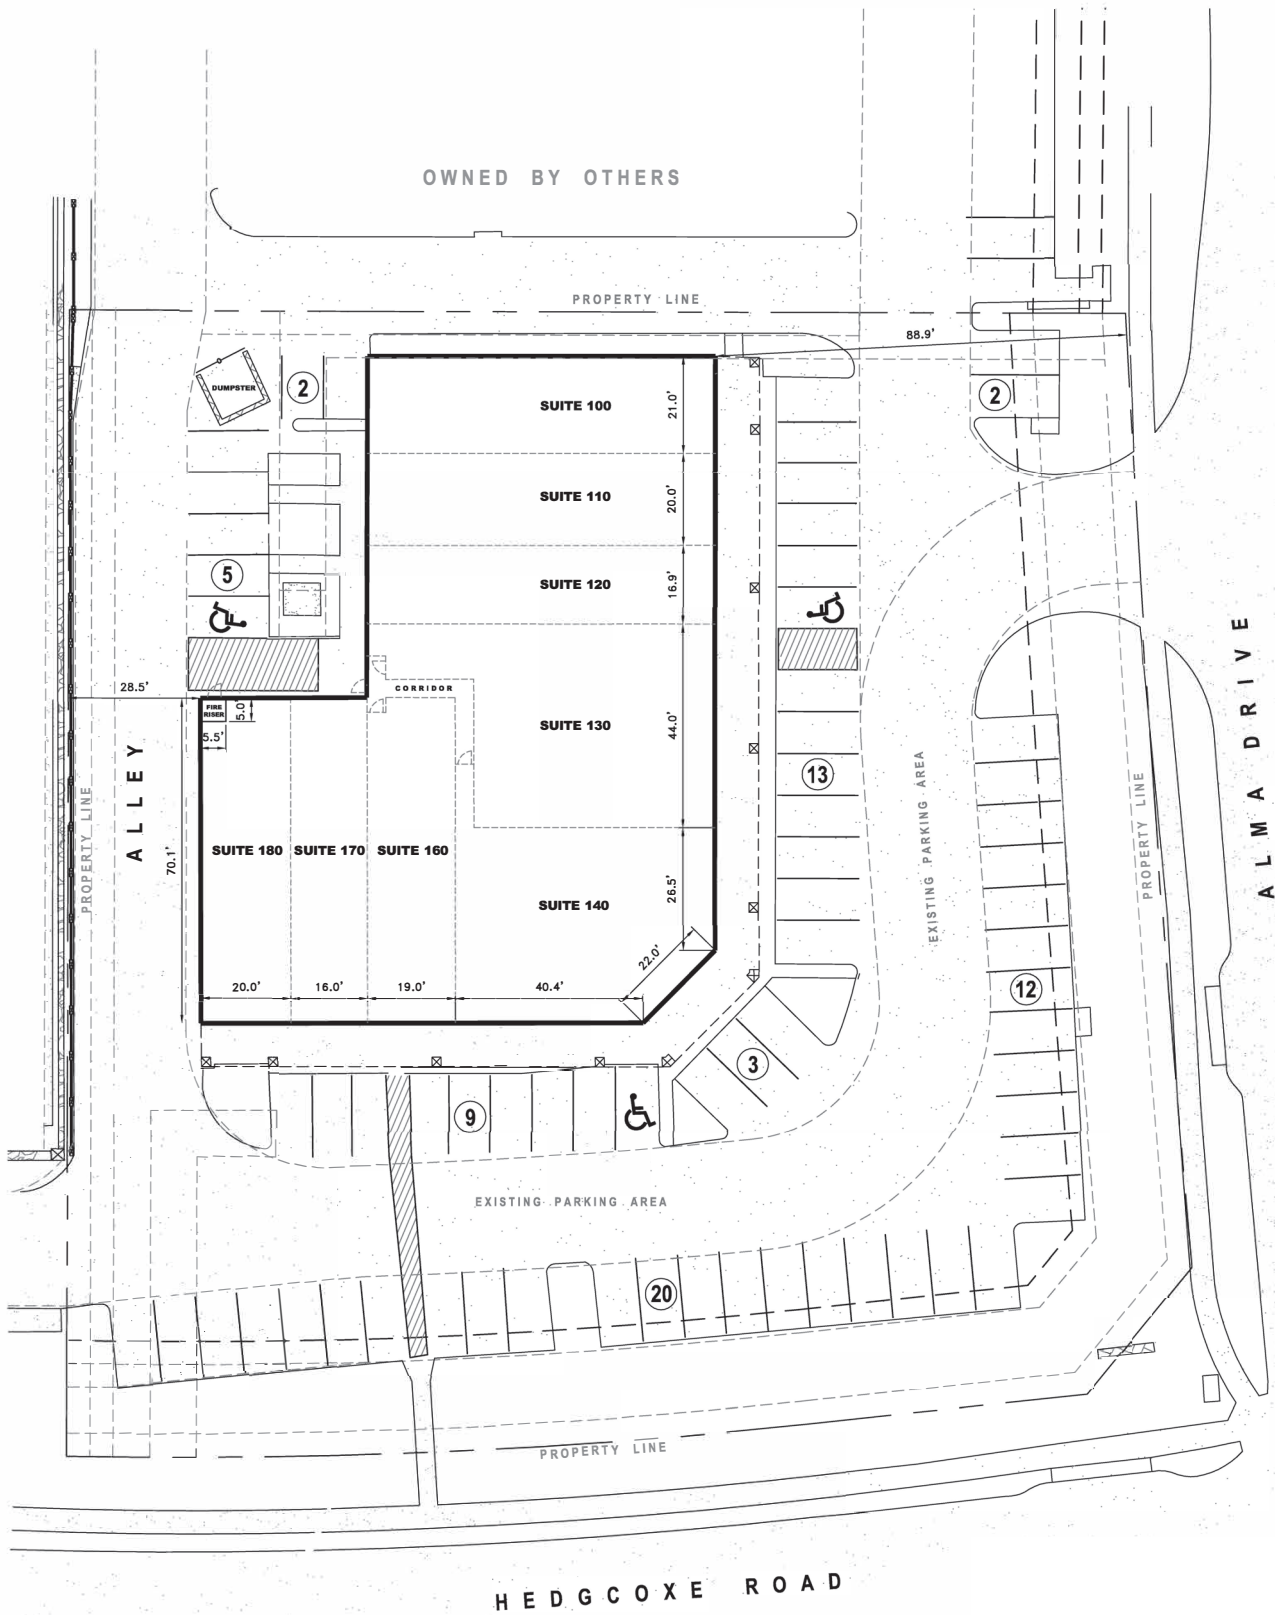 OWNED BY OTHERS
PROPERTY LINE
88.9'
DUMPSTER
2
2
SUITE 100
21.0'
SUITE 110
20.0'
5
SUITE 120
16.9'
28.5'
CORRIDOR
FIRE
RISER
5.0'
5.5'
SUITE 130
44.0'
13
ALLEY
PROPERTY LINE
70.1'
EXISTING PARKING AREA
PROPERTY LINE
ALMA DRIVE
SUITE 180
SUITE 170
SUITE 160
SUITE 140
26.5'
22.0'
20.0'
16.0'
19.0'
40.4'
12
3
9
EXISTING PARKING AREA
20
PROPERTY LINE
HEDGCOXE ROAD